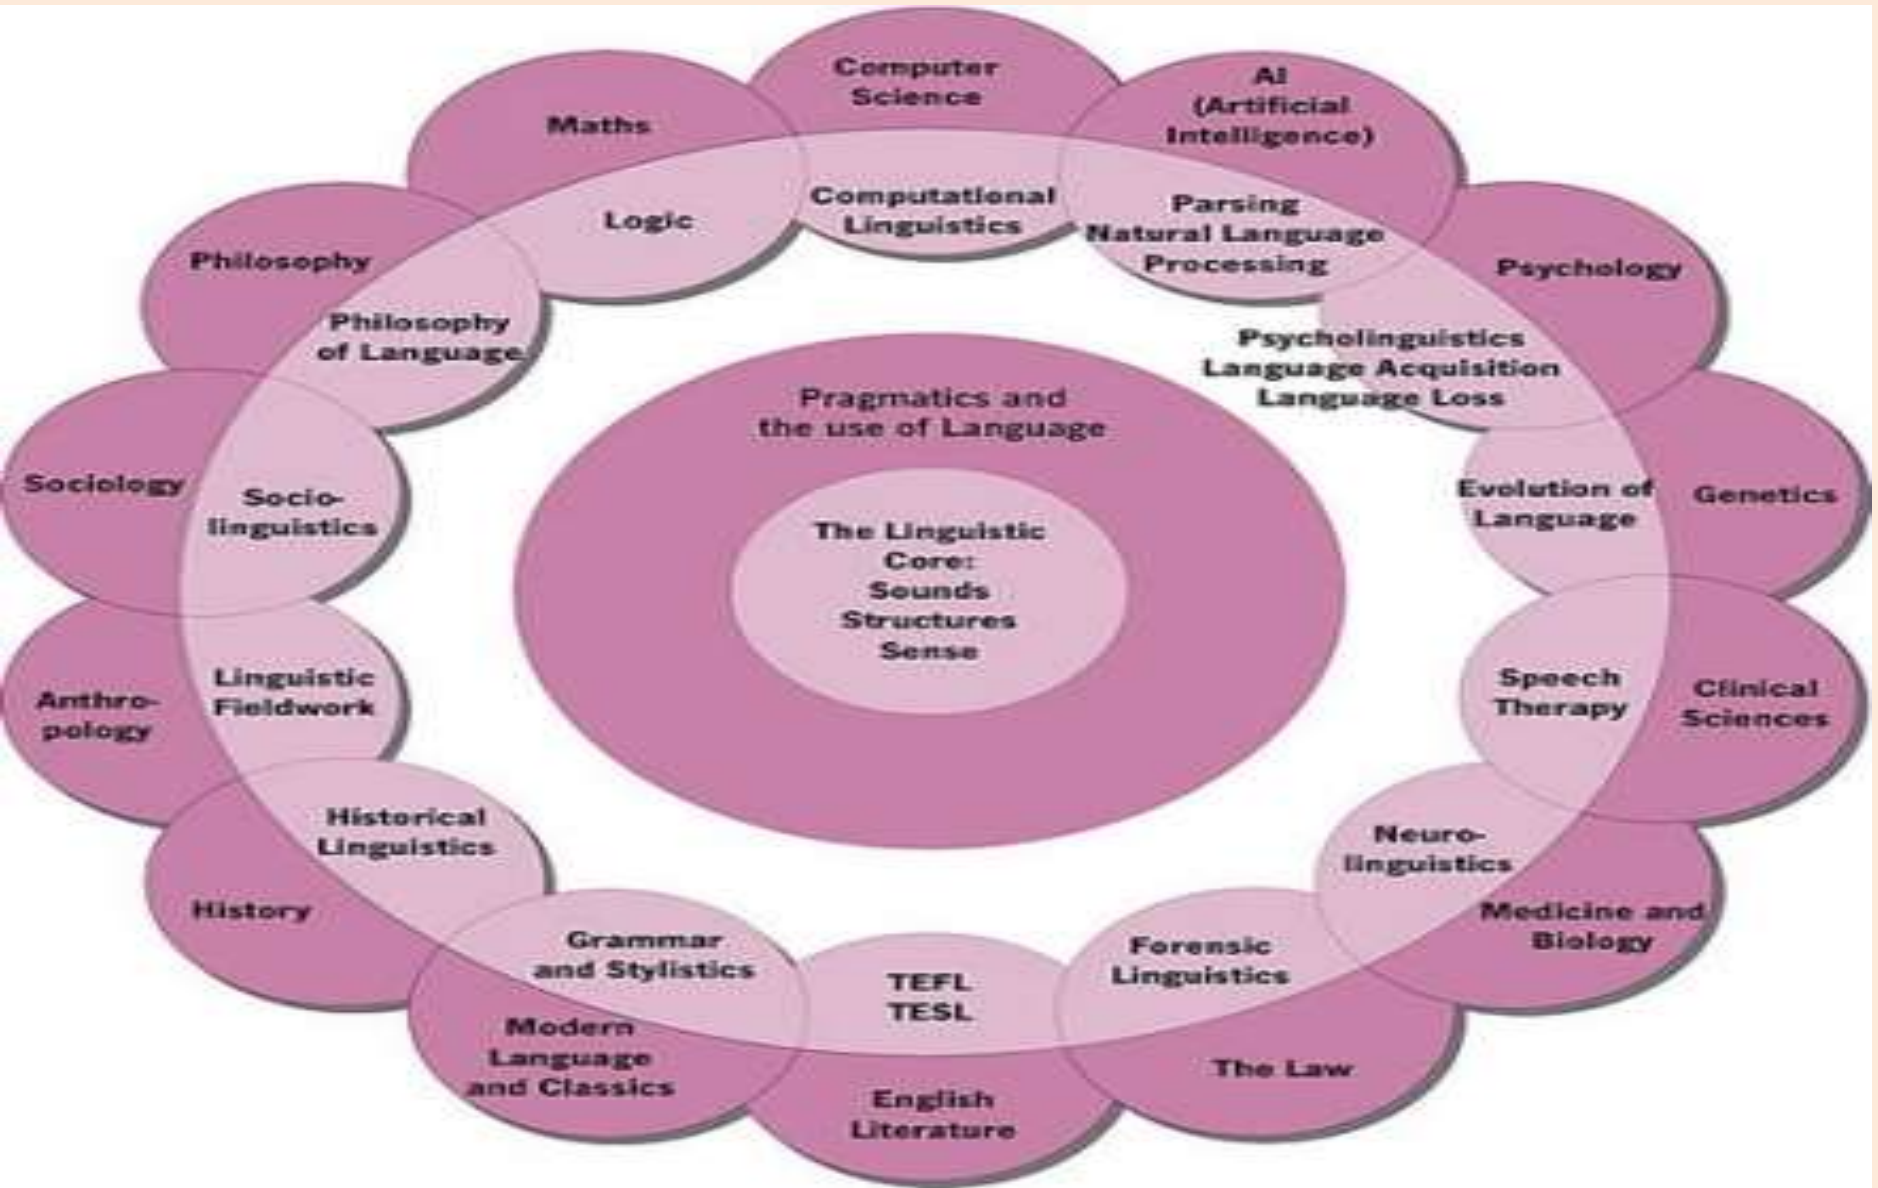 Computer
Science
AI
(Artificial
Intelligence)
Maths
Computational
Linguistics
Parsing
Natural Language
Processing
Logic
Philosophy
Psychology
Philosophy
of Language
Psycholinguistics
Language Acquisition
Language Loss
Pragmatics and
the use of Language
Sociology
Socio-
linguistics
Evolution of
Language
Genetics
The Linguistic
Core:
Sounds
Structures
Sense
Anthro-
pology
Linguistic
Fieldwork
Speech
Therapy
Clinical
Sciences
Historical
Linguistics
Neuro-
linguistics
History
Medicine and
Biology
Grammar
and Stylistics
TEFL
TESL
Forensic
Linguistics
Modern
Language
and Classics
English
Literature
The Law